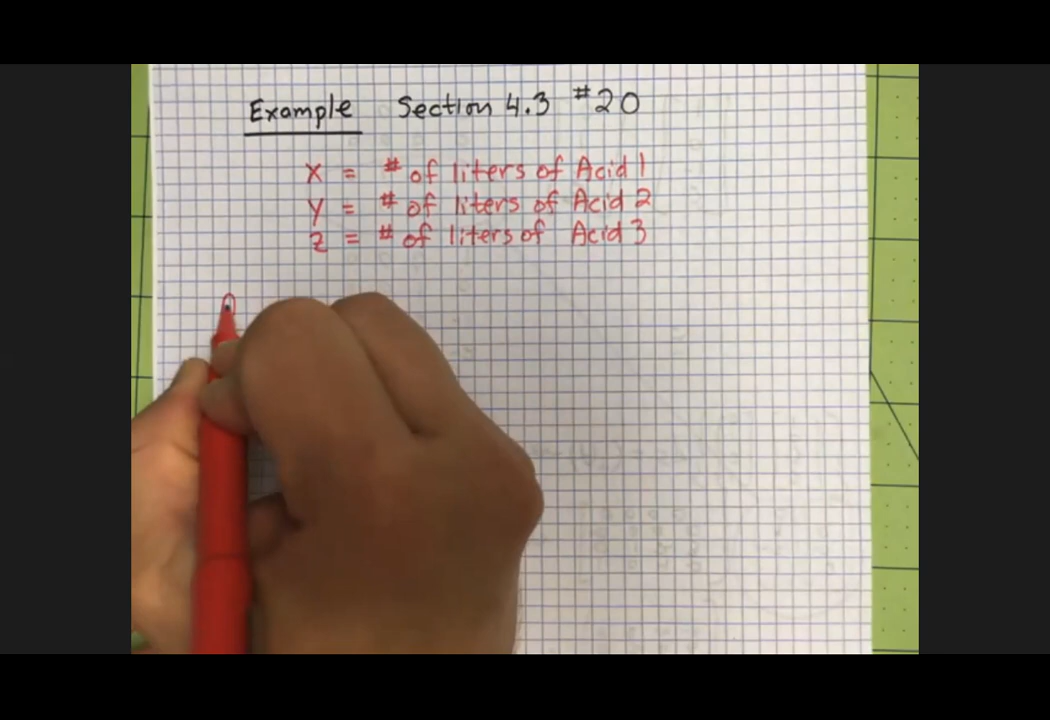 Example Section 4.3 #20
X = # of liters of Acid 1
Y = # of liters of Acid 2
Z = # of liters of Acid 3